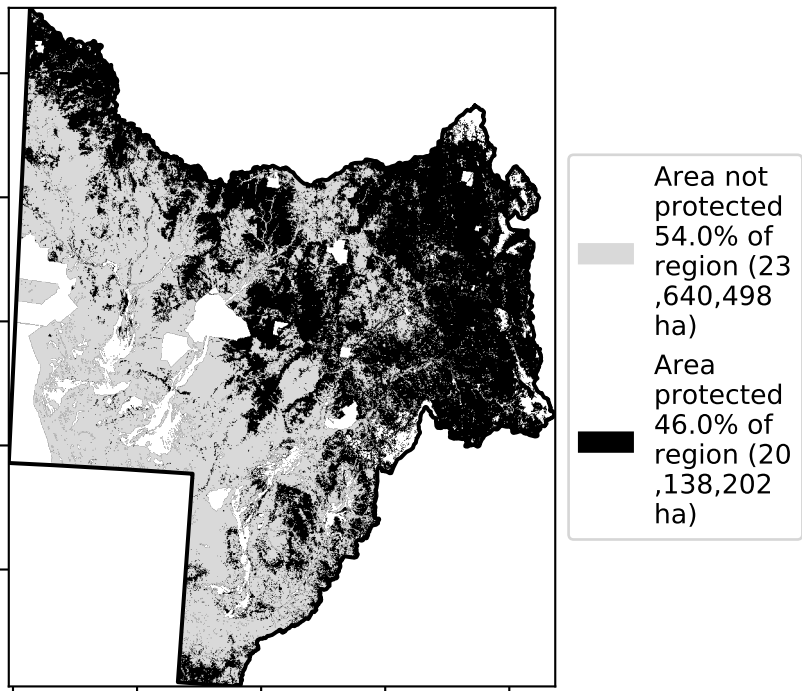 Area not
protected
54.0% of
region (23
,640,498
ha)
Area
protected
46.0% of
region (20
,138,202
ha)